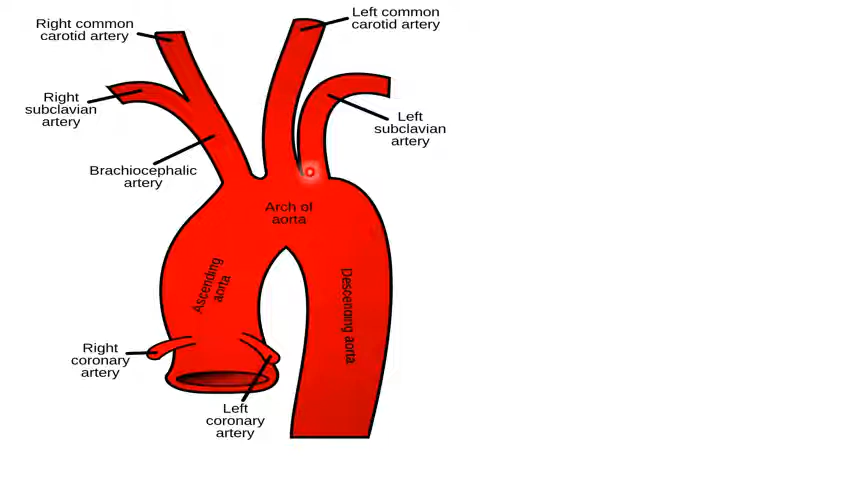 Right common
carotid artery
Left common
carotid artery
Right
subclavian
artery
Left
subclavian
artery
Brachiocephalic
artery
Arch of
aorta
Ascending
aorta
Descending aorta
Right
coronary
artery
Left
coronary
artery